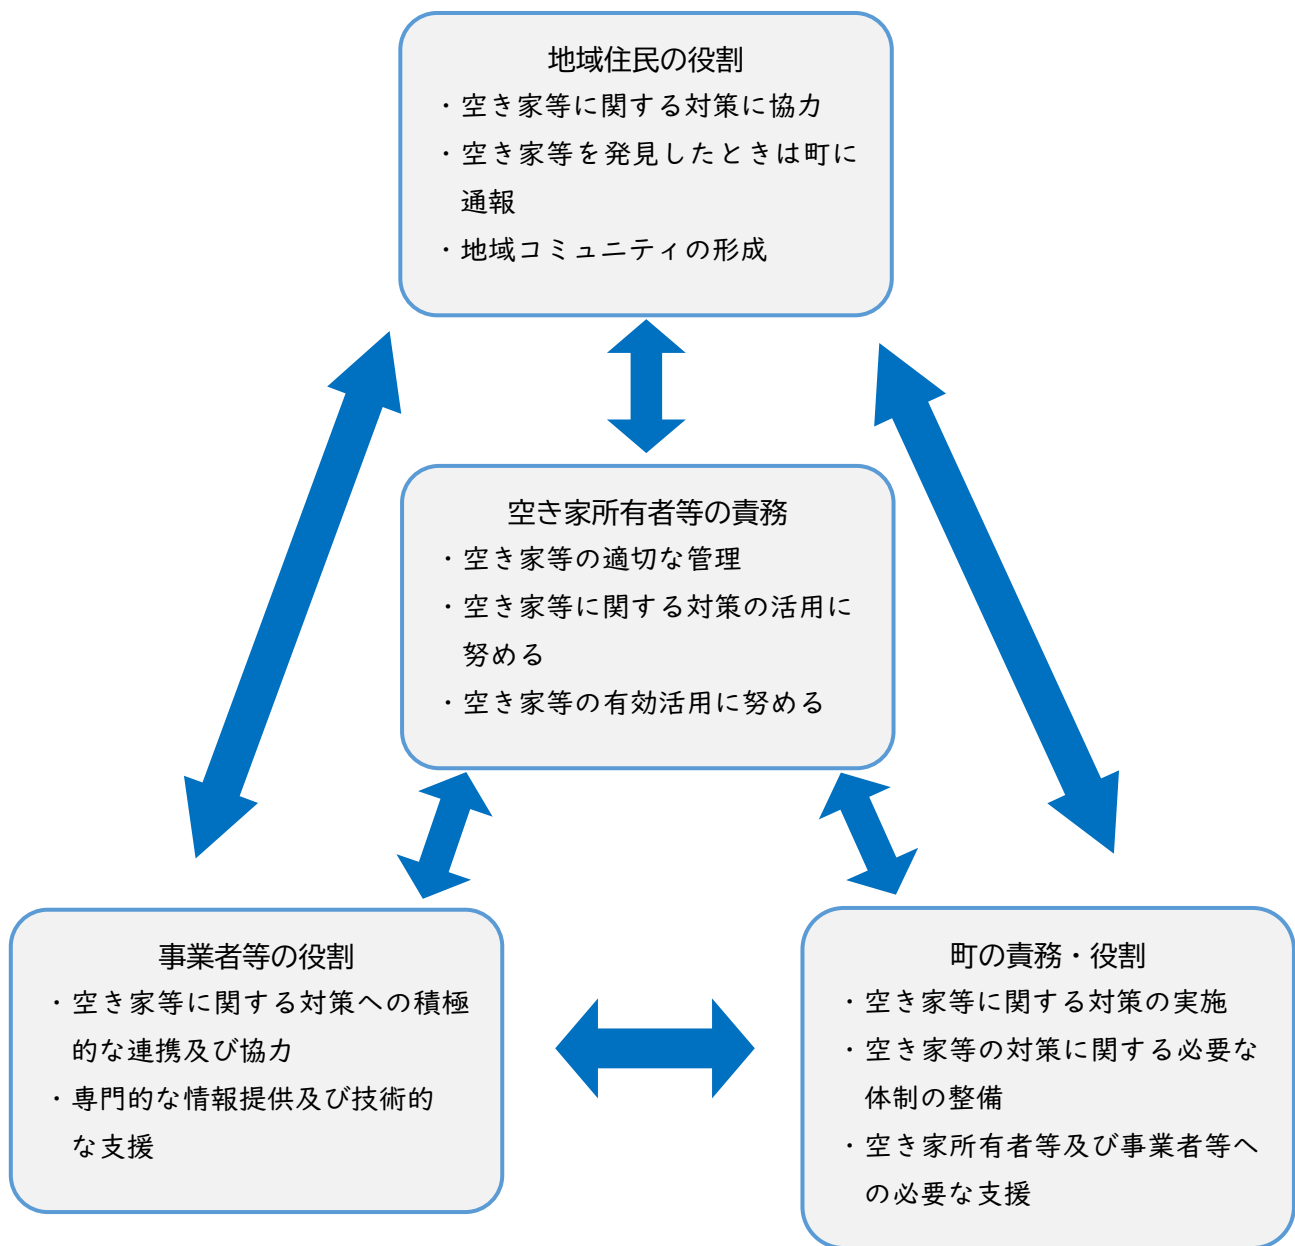 地域住民の役割
・空き家等に関する対策に協力
・空き家等を発見したときは町に
通報
・地域コミュニティの形成
空き家所有者等の責務
・空き家等の適切な管理
・空き家等に関する対策の活用に
努める
・空き家等の有効活用に努める
事業者等の役割
・空き家等に関する対策への積極
的な連携及び協力
・専門的な情報提供及び技術的
な支援
町の責務・役割
・空き家等に関する対策の実施
・空き家等の対策に関する必要な
体制の整備
・空き家所有者等及び事業者等へ
の必要な支援